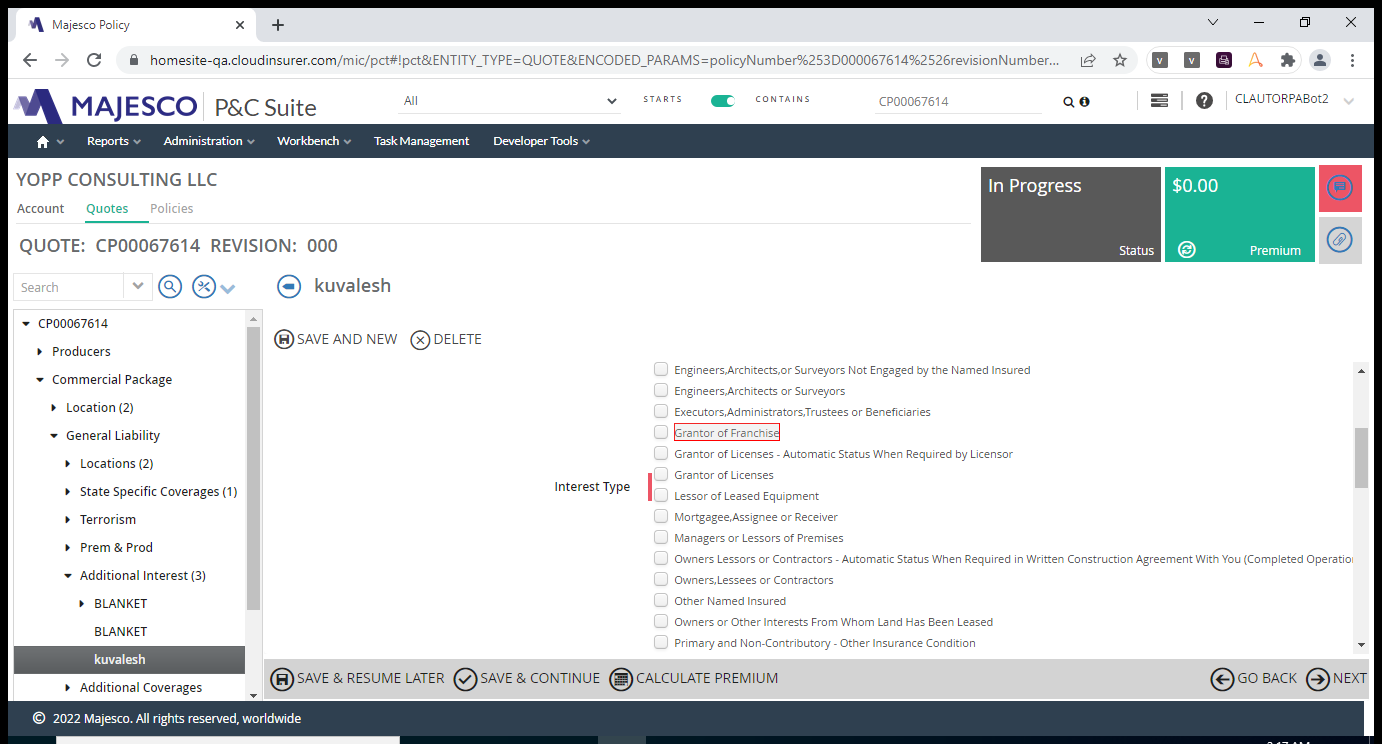 Majesco Policy
homesite-qa.cloudinsurer.com/mic/pct#!pct&ENTITY_TYPE=QUOTE&ENCODED_PARAMS=policyNumber%253D000067614%2526revisionNumber...
MAJESCO P&C Suite All STARTS CONTAINS CP00067614 CLAUTORPABot2
Reports Administration Workbench Task Management Developer Tools
YOPP CONSULTING LLC
Account Quotes Policies
QUOTE: CP00067614 REVISION: 000
In Progress
Status
$0.00
Premium
Search
kuvalesh
CP00067614
Producers
Commercial Package
Location (2)
General Liability
Locations (2)
State Specific Coverages (1)
Terrorism
Prem & Prod
Additional Interest (3)
BLANKET
BLANKET
kuvalesh
Additional Coverages
SAVE AND NEW DELETE
Interest Type
Engineers,Architects,or Surveyors Not Engaged by the Named Insured
Engineers,Architects or Surveyors
Executors,Administrators,Trustees or Beneficiaries
Grantor of Franchise
Grantor of Licenses - Automatic Status When Required by Licensor
Grantor of Licenses
Lessor of Leased Equipment
Mortgagee,Assignee or Receiver
Managers or Lessors of Premises
Owners Lessors or Contractors - Automatic Status When Required in Written Construction Agreement With You (Completed Operatio
Owners,Lessees or Contractors
Other Named Insured
Owners or Other Interests From Whom Land Has Been Leased
Primary and Non-Contributory - Other Insurance Condition
SAVE & RESUME LATER SAVE & CONTINUE CALCULATE PREMIUM GO BACK NEXT
© 2022 Majesco. All rights reserved, worldwide